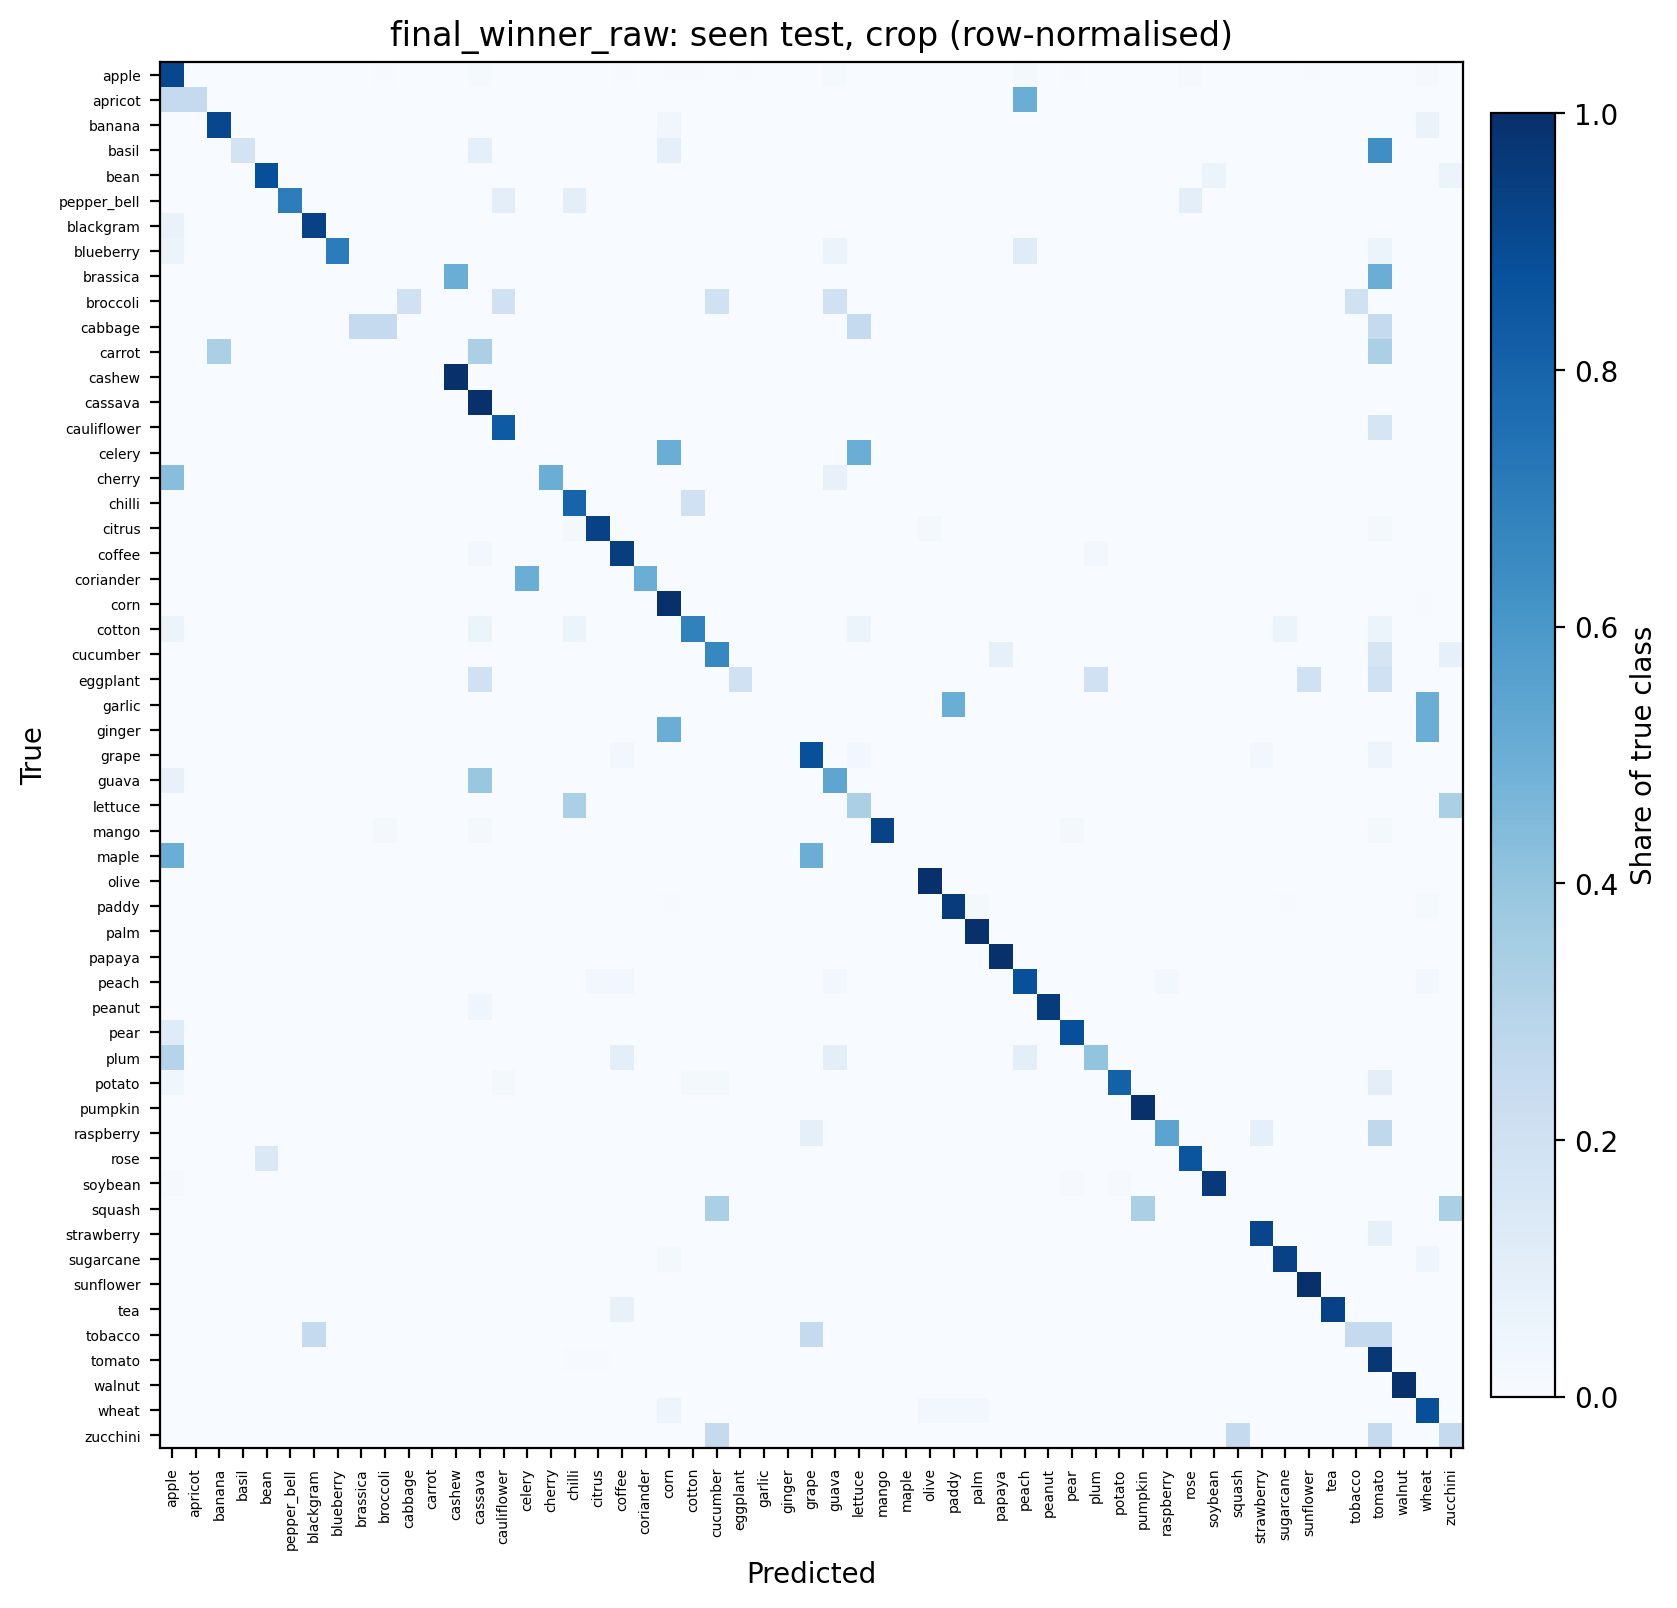 final_winner_raw: seen test, crop (row-normalised)
True
apple
apricot
banana
basil
bean
pepper_bell
blackgram
blueberry
brassica
broccoli
cabbage
carrot
cashew
cassava
cauliflower
celery
cherry
chilli
citrus
coffee
coriander
corn
cotton
cucumber
eggplant
garlic
ginger
grape
guava
lettuce
mango
maple
olive
paddy
palm
papaya
peach
peanut
pear
plum
potato
pumpkin
raspberry
rose
soybean
squash
strawberry
sugarcane
sunflower
tea
tobacco
tomato
walnut
wheat
zucchini
apple
apricot
banana
basil
bean
pepper_bell
blackgram
blueberry
brassica
broccoli
cabbage
carrot
cashew
cassava
cauliflower
celery
cherry
chilli
citrus
coffee
coriander
corn
cotton
cucumber
eggplant
garlic
ginger
grape
guava
lettuce
mango
maple
olive
paddy
palm
papaya
peach
peanut
pear
plum
potato
pumpkin
raspberry
rose
soybean
squash
strawberry
sugarcane
sunflower
tea
tobacco
tomato
walnut
wheat
zucchini
Predicted
1.0
0.8
0.6
0.4
0.2
0.0
Share of true class